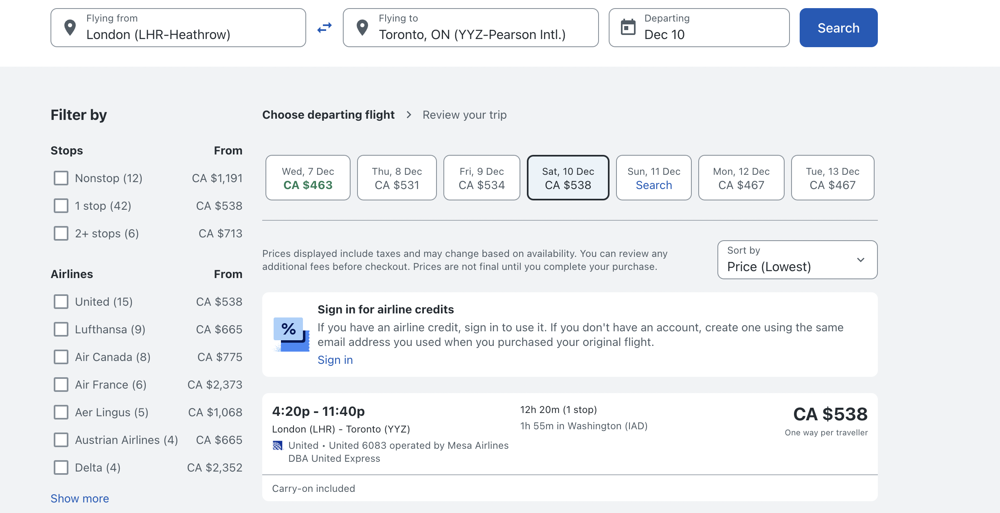 Flying from
London (LHR-Heathrow)
Flying to
Toronto, ON (YYZ-Pearson Intl.)
Departing
Dec 10
Search
Filter by
Stops From
Nonstop (12) CA $1,191
1 stop (42) CA $538
2+ stops (6) CA $713
Airlines From
United (15) CA $538
Lufthansa (9) CA $665
Air Canada (8) CA $775
Air France (6) CA $2,373
Aer Lingus (5) CA $1,068
Austrian Airlines (4) CA $665
Delta (4) CA $2,352
Show more
Choose departing flight > Review your trip
Wed, 7 Dec
CA $463
Thu, 8 Dec
CA $531
Fri, 9 Dec
CA $534
Sat, 10 Dec
CA $538
Sun, 11 Dec
Search
Mon, 12 Dec
CA $467
Tue, 13 Dec
CA $467
Prices displayed include taxes and may change based on availability. You can review any
additional fees before checkout. Prices are not final until you complete your purchase.
Sort by
Price (Lowest)
%
Sign in for airline credits
If you have an airline credit, sign in to use it. If you don't have an account, create one using the same
email address you used when you purchased your original flight.
Sign in
4:20p - 11:40p
London (LHR) - Toronto (YYZ)
United • United 6083 operated by Mesa Airlines
DBA United Express
12h 20m (1 stop)
1h 55m in Washington (IAD)
CA $538
One way per traveller
Carry-on included